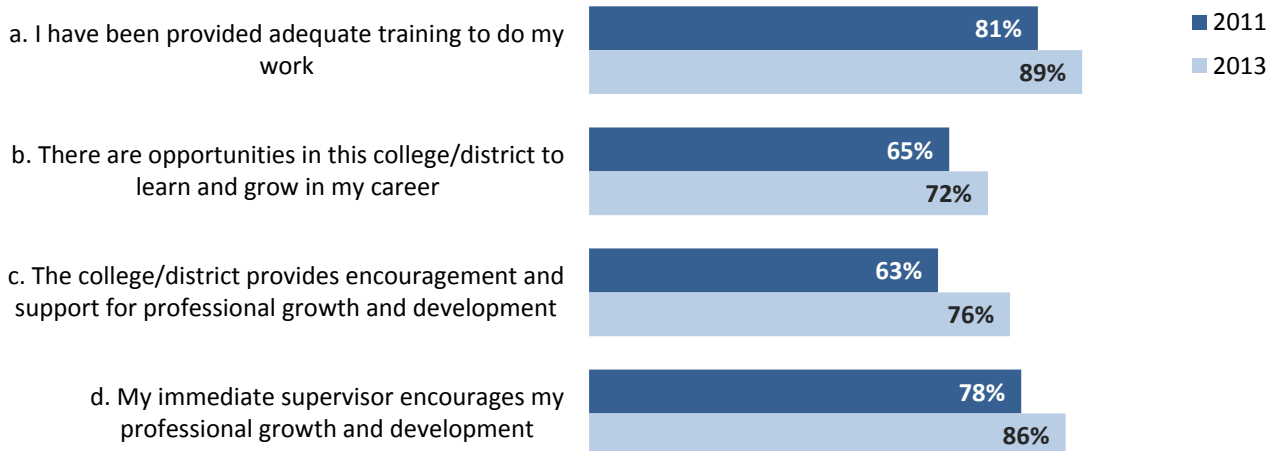 a. I have been provided adequate training to do my
work
81%
89%
2011
2013
b. There are opportunities in this college/district to
learn and grow in my career
65%
72%
c. The college/district provides encouragement and
support for professional growth and development
63%
76%
d. My immediate supervisor encourages my
professional growth and development
78%
86%